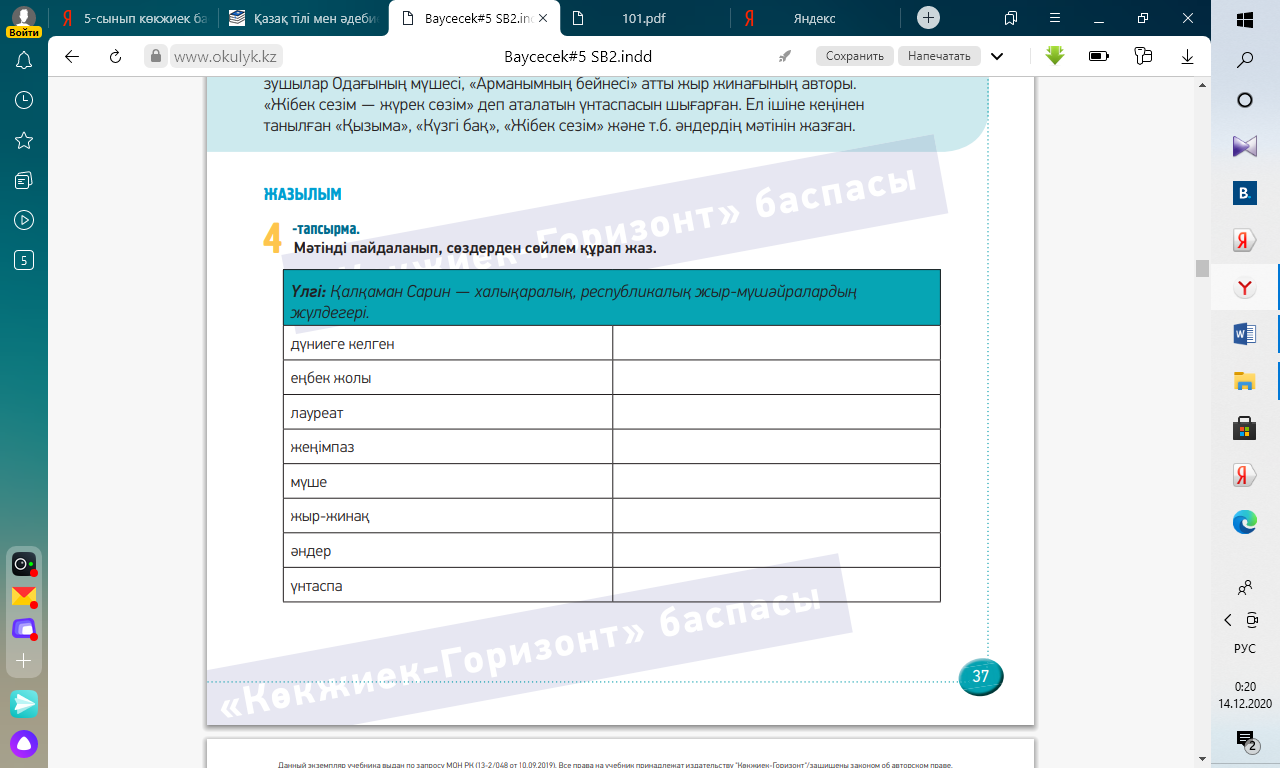 5-сынып көкжиек ба
Қазақ тілі мен әдеби
Baycecek#5 SB2.ind
101.pdf
Яндекс
Войти
www.okulyk.kz
Baycecek#5 SB2.indd
Сохранить
Напечатать
зушылар Одағының мүшесі, «Арманымның бейнесі» атты жыр жинағының авторы.
«Жібек сезім — жүрек сөзім» деп аталатын үнтаспасын шығарған. Ел ішіне кеңінен
танылған «Қызыма», «Күзгі бақ», «Жібек сезім» және т.б. әндердің мәтінін жазған.
ЖАЗЫЛЫМ
4 -тапсырма.
Мәтінді пайдаланып, сөздерден сөйлем құрап жаз.
Үлгі: Қалқаман Сарин — халықаралық, республикалық жыр-мүшәйралардың
жүлдегері.
дүниеге келген
еңбек жолы
лауреат
жеңімпаз
мүше
жыр-жинақ
әндер
үнтаспа
Горизонт» баспасы
«Көкжиек-Горизонт» баспасы
37
Данный экземпляр учебника выдан по запросу МОН РК (13-2/048 от 10.09.2019). Все права на учебник принадлежат издательству "Көкжиек-Горизонт"/защищены законом об авторском праве.
5
B.
РУС
0:20
14.12.2020
2